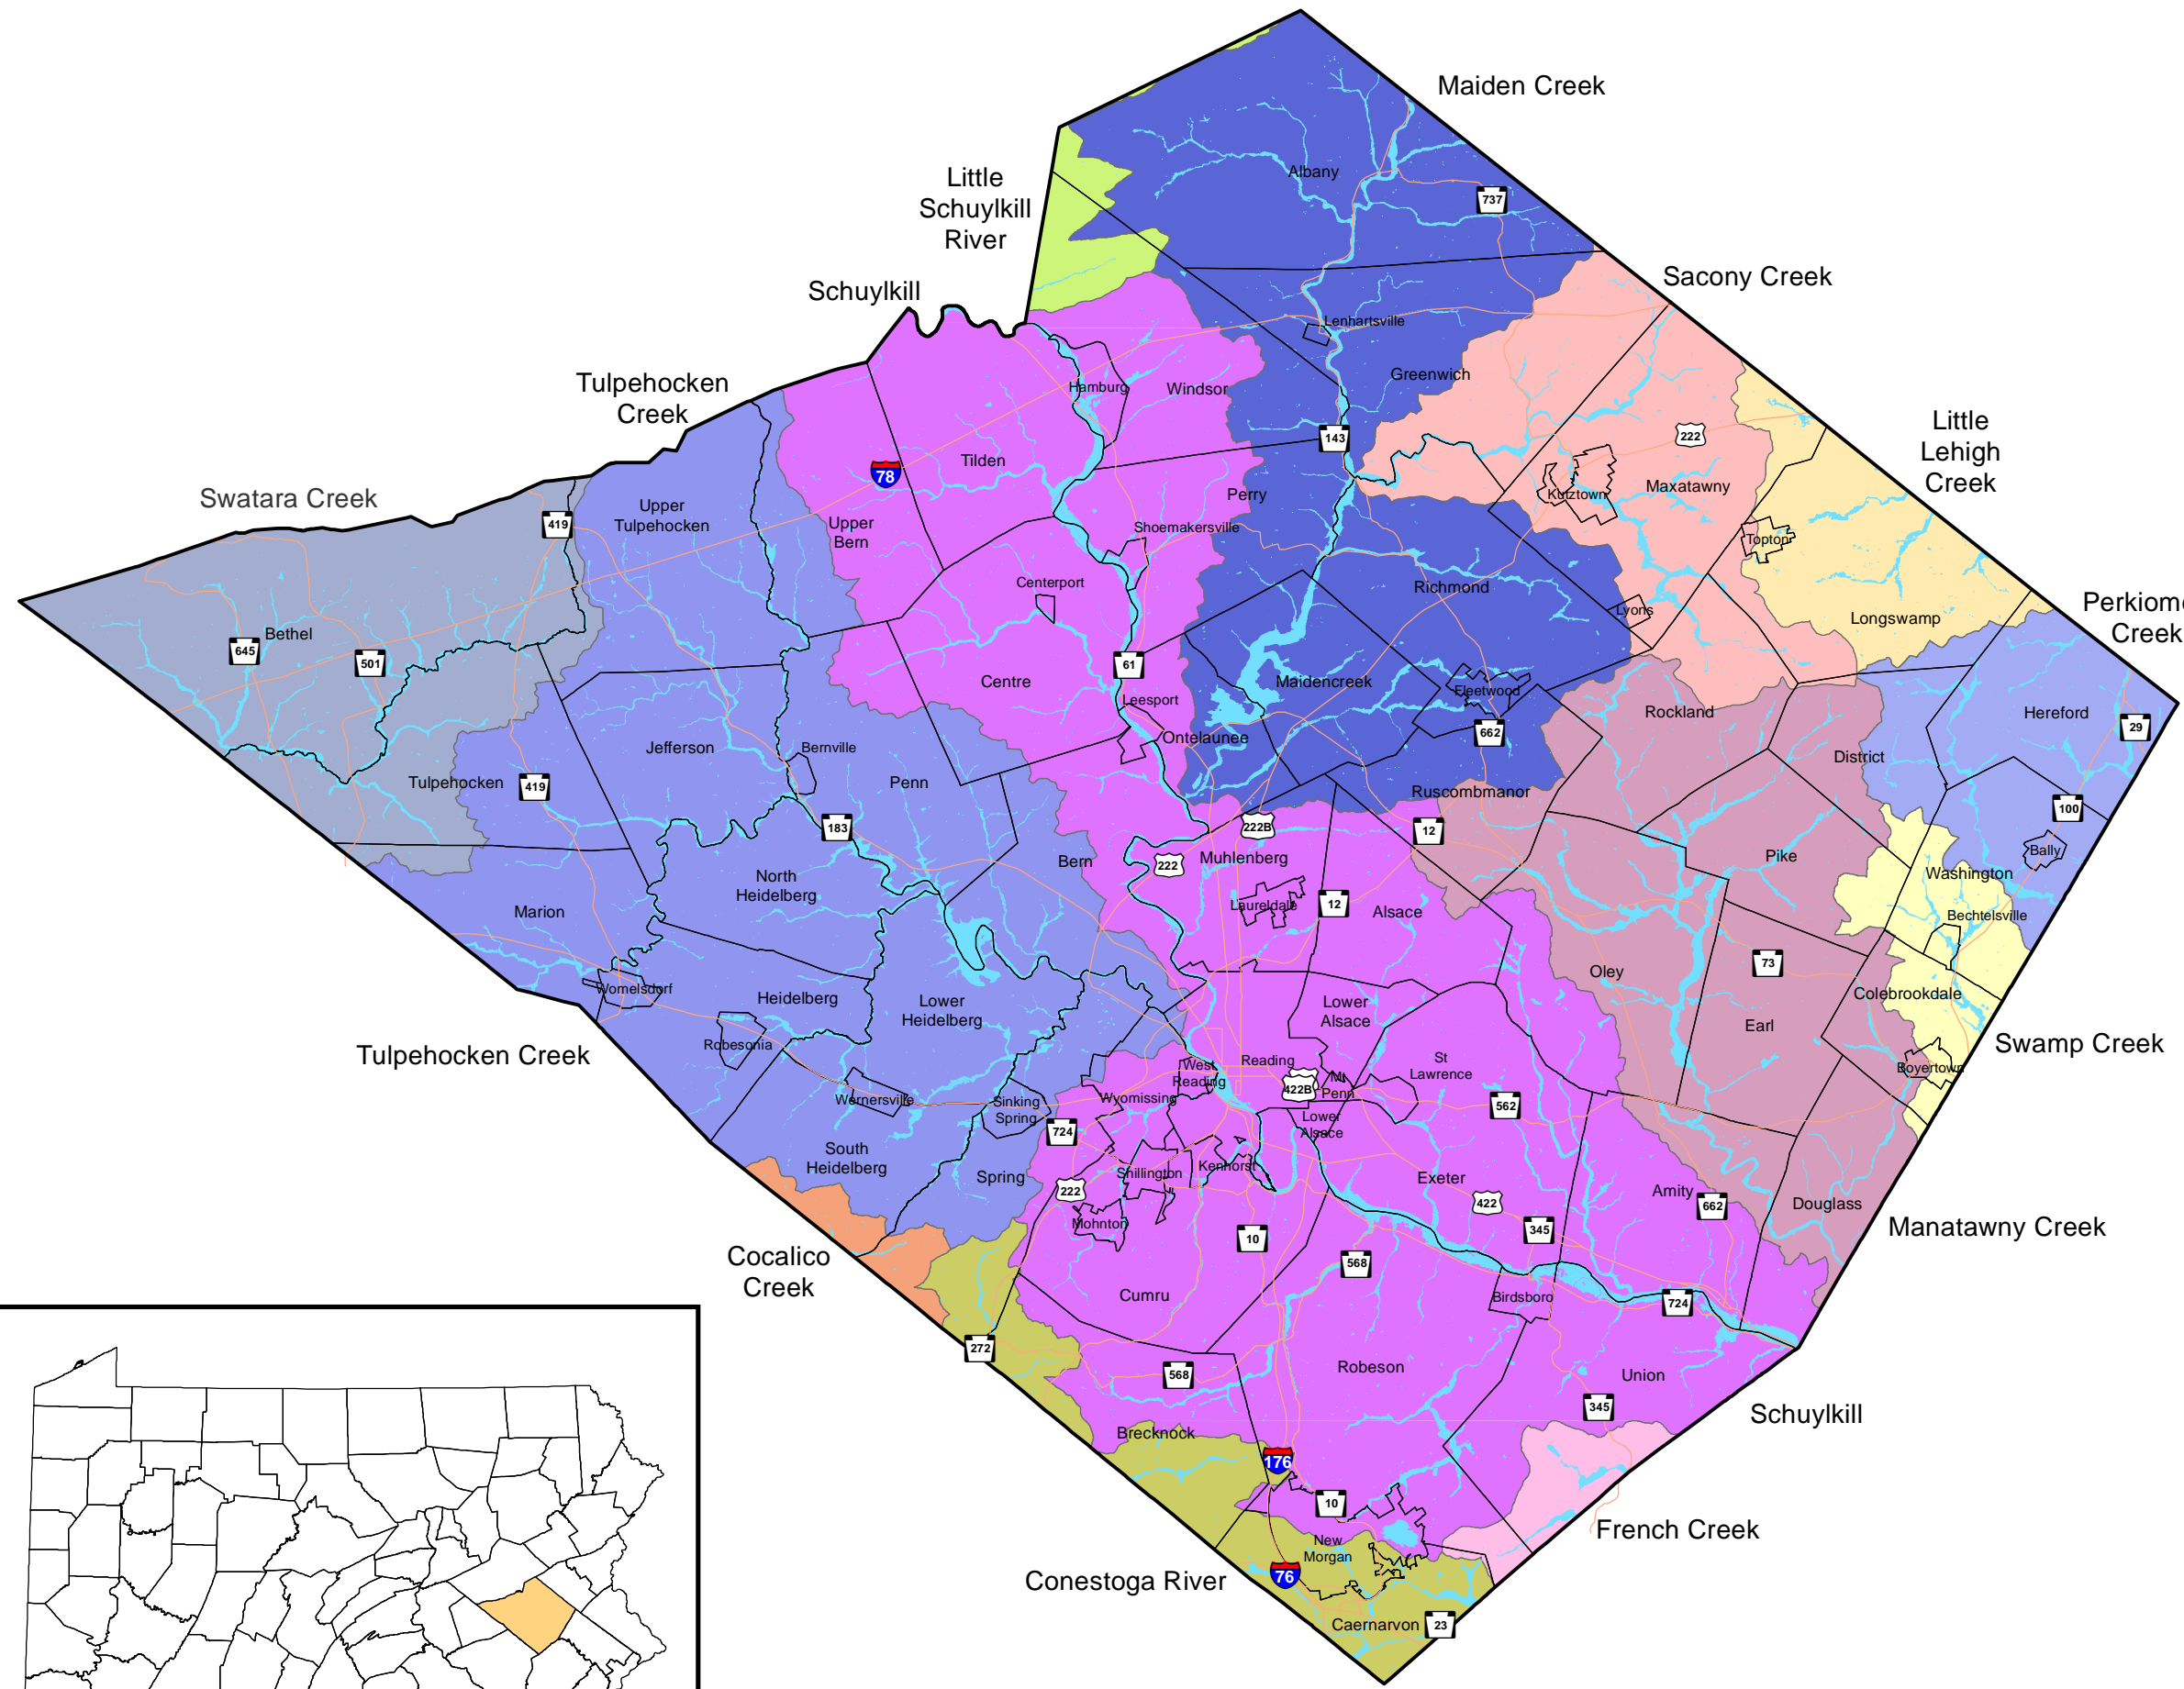 Maiden Creek
Little
Schuylkill
River
Albany
737
Schuylkill
Sacony Creek
Lenhartsville
Tulpehocken
Creek
Hamburg
Windsor
Greenwich
Little
Lehigh
Creek
143
222
Tilden
78
Swatara Creek
Upper
Tulpehocken
419
Upper
Bern
Perry
Kutztown
Maxatawny
Shoemakersville
Topton
Centerport
Richmond
Lyons
Longswamp
Perkiome
Creek
Bethel
645
501
61
Centre
Maidencreek
Fleetwood
Leesport
Rockland
Hereford
29
Jefferson
Bernville
Ontelaunee
662
District
Tulpehocken
419
Penn
Ruscombmanor
100
183
222B
12
222
Muhlenberg
Bern
Pike
Bally
North
Heidelberg
Washington
Laureldale
12
Alsace
Marion
Bechtelsville
Oley
73
Womelsdorf
Heidelberg
Lower
Heidelberg
Lower
Alsace
Colebrookdale
Earl
Robesonia
Tulpehocken Creek
Swamp Creek
West
Reading
Reading
St
Lawrence
Boyertown
422B
Mt
Penn
Wernersville
Sinking
Spring
Wyomissing
562
Lower
Alsace
724
South
Heidelberg
Spring
Shillington
Kenhorst
Exeter
222
Amity
662
Douglass
422
Mohnton
345
Manatawny Creek
10
568
Cocalico
Creek
Cumru
Birdsboro
724
272
568
Robeson
Union
345
Schuylkill
Brecknock
176
10
French Creek
New
Morgan
Conestoga River
76
Caernarvon
23